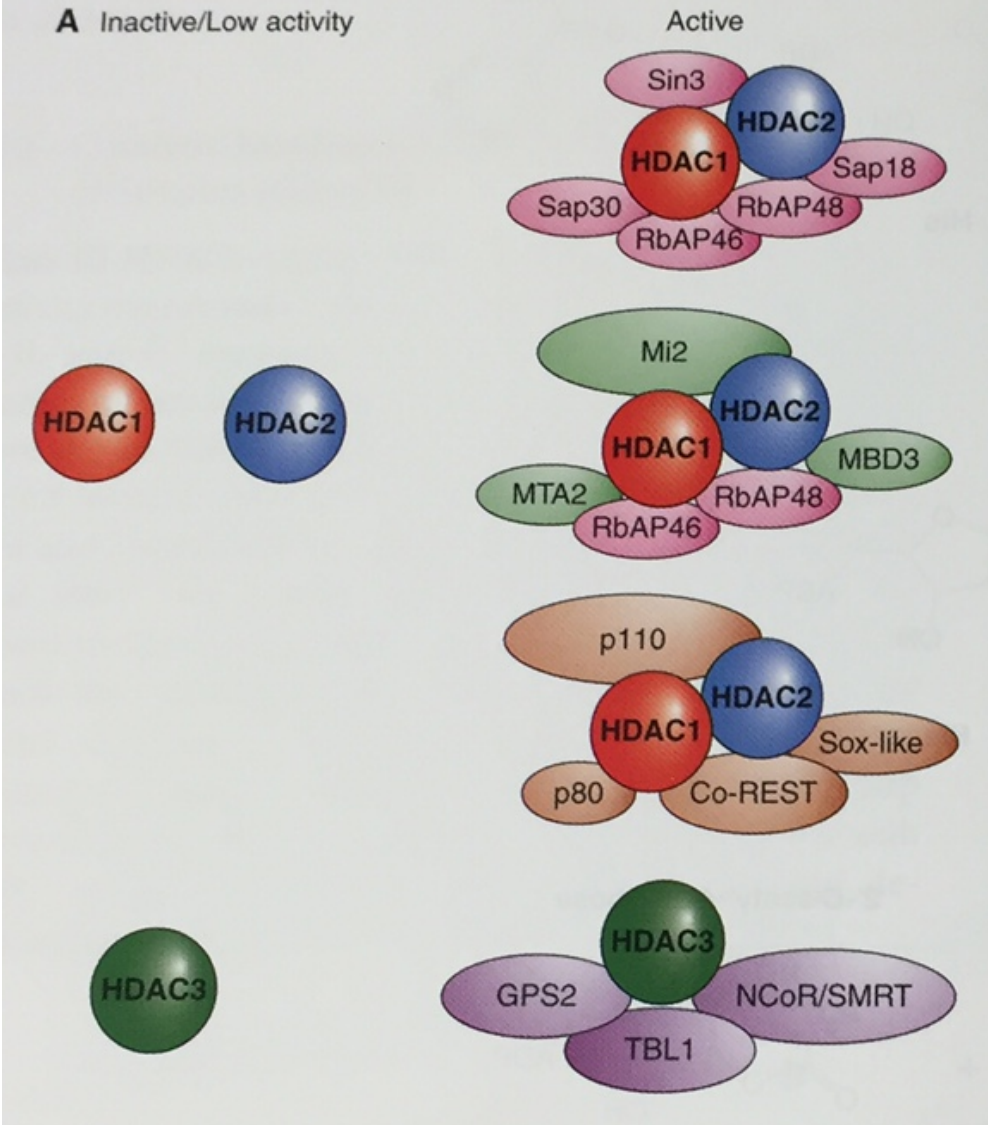 A Inactive/Low activity
Active
Sin3
HDAC2
HDAC1
Sap18
Sap30
RbAP48
RbAP46
Mi2
HDAC1
HDAC2
HDAC2
HDAC1
MBD3
MTA2
RbAP48
RbAP46
p110
HDAC2
HDAC1
Sox-like
p80
Co-REST
HDAC3
HDAC3
GPS2
NCoR/SMRT
TBL1